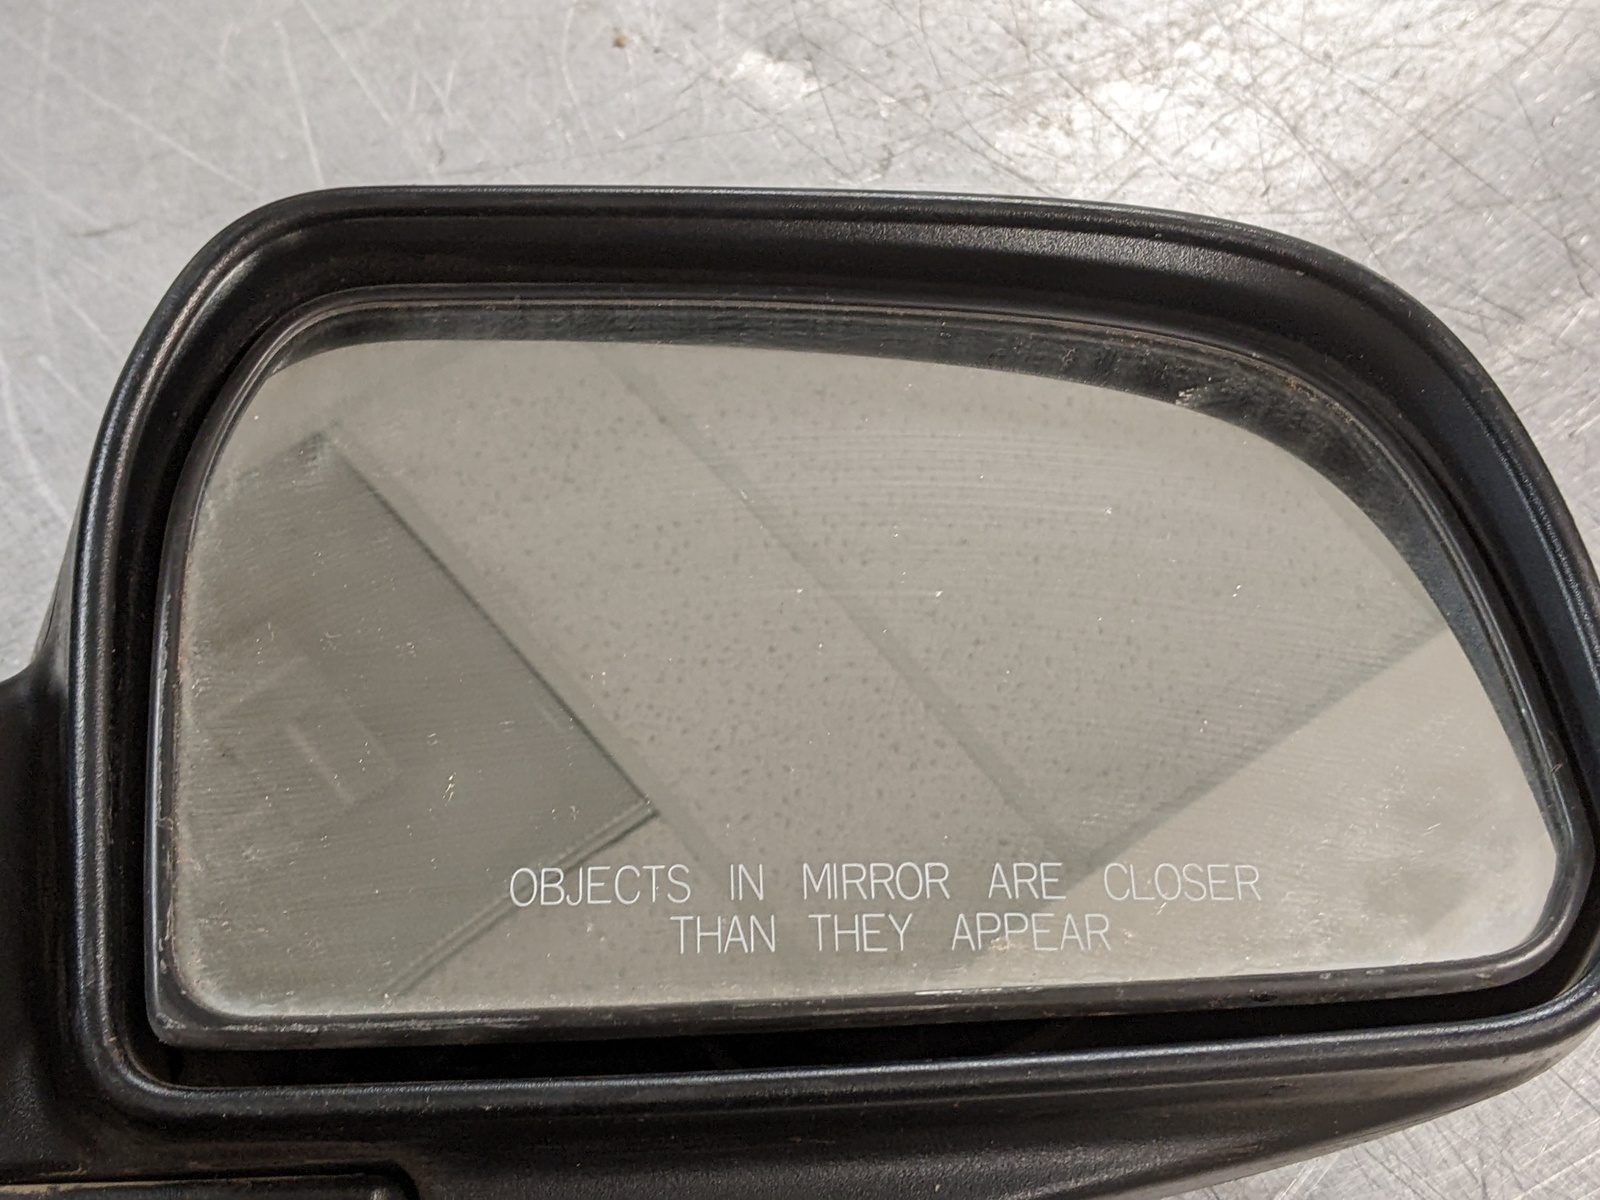 OBJECTS IN MIRROR ARE CLOSER
THAN THEY APPEAR